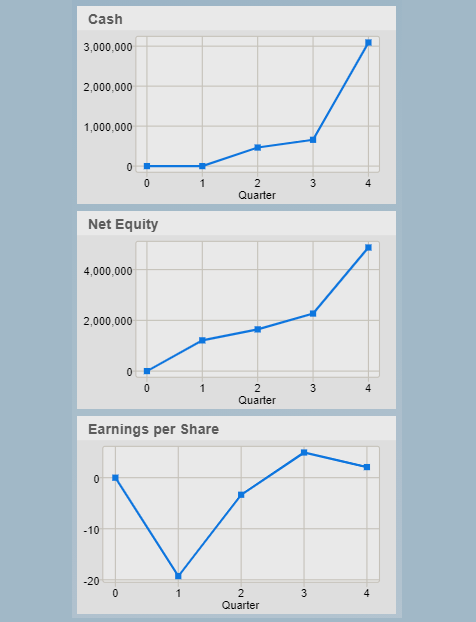 Cash
3,000,000
2,000,000
1,000,000
0
0 1 2 3 4
Quarter
Net Equity
4,000,000
2,000,000
0
0 1 2 3 4
Quarter
Earnings per Share
0
-10
-20
0 1 2 3 4
Quarter